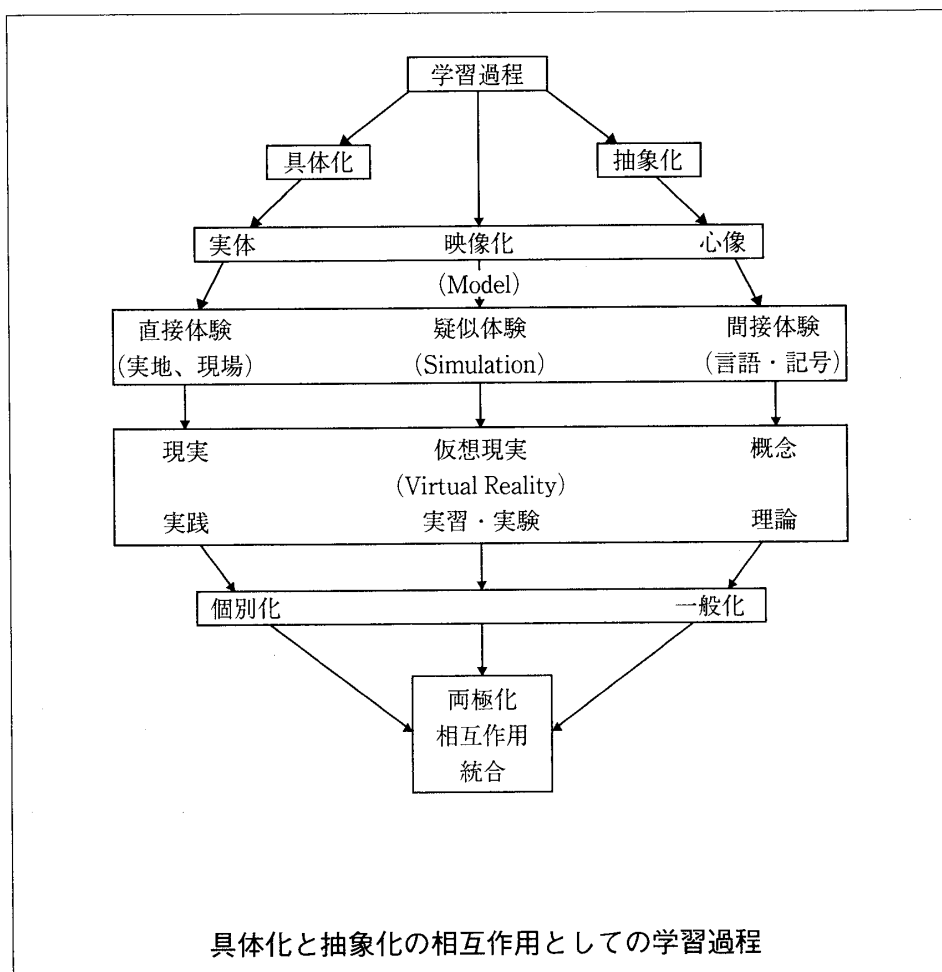 学習過程
具体化 抽象化
実体 映像化 心像
(Model)
直接体験 疑似体験 間接体験
(実地、現場) (Simulation) (言語・記号)
現実 仮想現実 概念
(Virtual Reality)
実践 実習・実験 理論
個別化 一般化
両極化
相互作用
統合
具体化と抽象化の相互作用としての学習過程